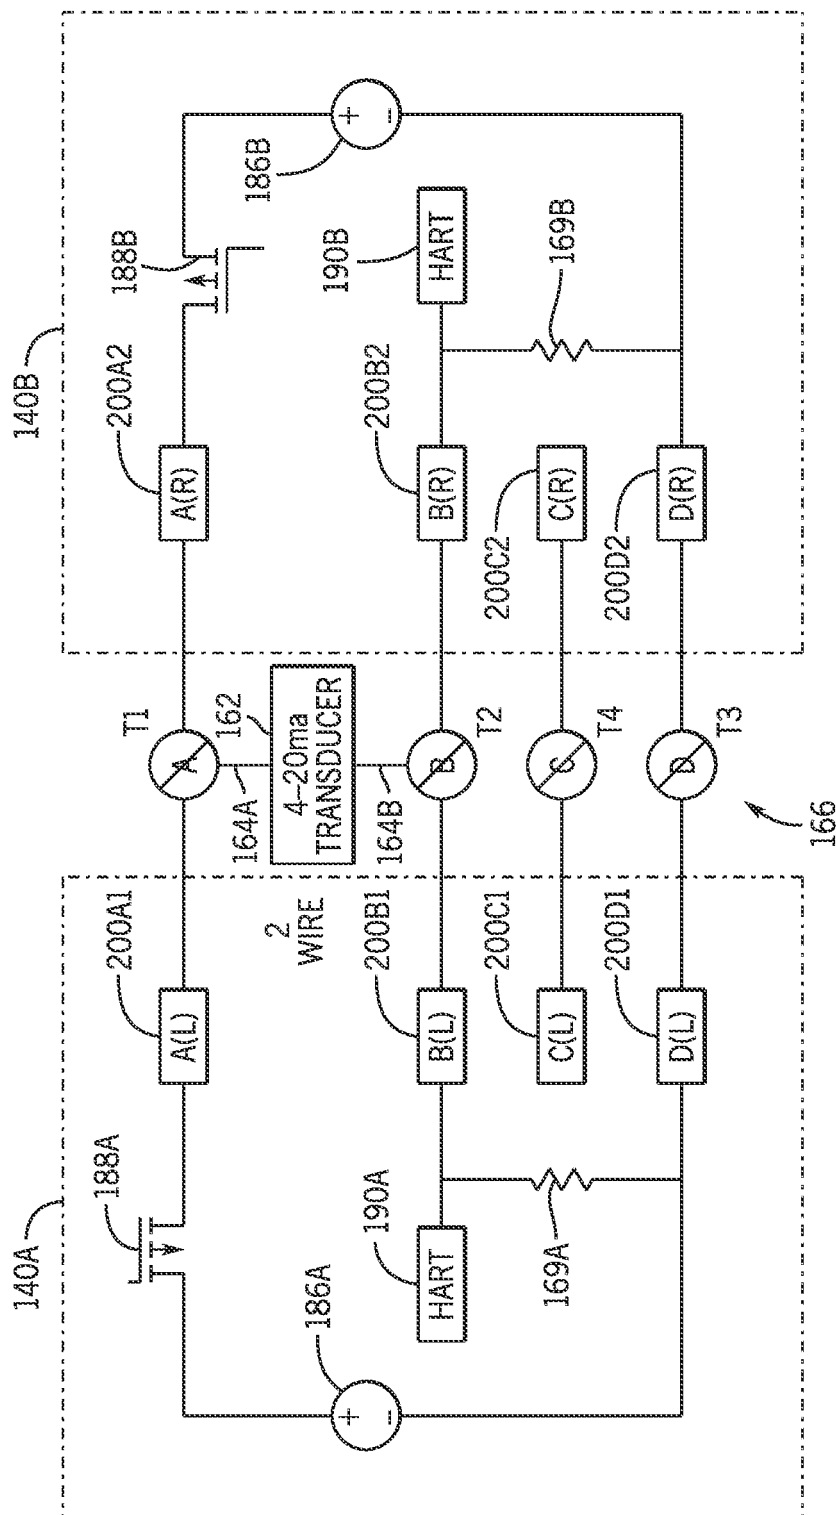 140A
140B
188A
200A1
A(L)
T1
A
A(R)
200A2
188B
186A
+
-
2
WIRE
164A
162
4-20ma
TRANSDUCER
164B
186B
+
-
190A
HART
200B1
B(L)
B
T2
B(R)
200B2
190B
HART
169A
200C1
C(L)
C
T4
C(R)
200C2
169B
200D1
D(L)
D
T3
D(R)
200D2
166